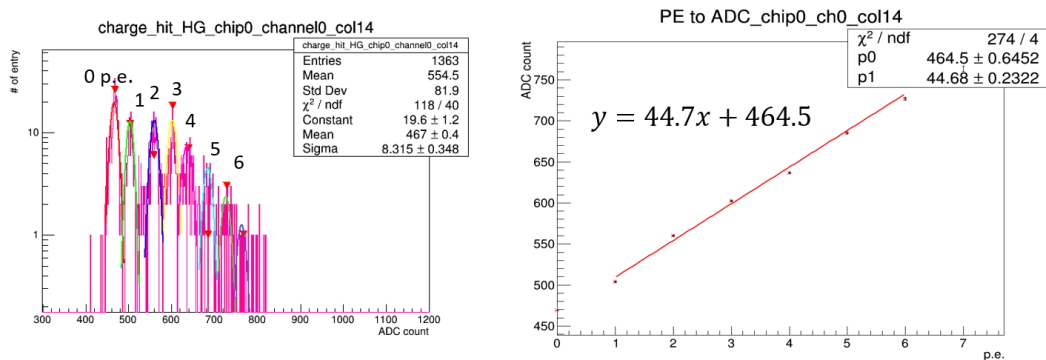 charge_hit_HG_chip0_channel0_col14
charge_hit_HG_chip0_channel0_col14
Entries 1363
Mean 554.5
Std Dev 81.9
χ² / ndf 118 / 40
Constant 19.6 ± 1.2
Mean 467 ± 0.4
Sigma 8.315 ± 0.348
# of entry
10
1
0 p.e.
1
2
3
4
5
6
300 400 500 600 700 800 900 1000 1100 1200
ADC count
PE to ADC_chip0_ch0_col14
χ² / ndf 274 / 4
p0 464.5 ± 0.6452
p1 44.68 ± 0.2322
ADC count
750
700
650
600
550
500
450
y = 44.7x + 464.5
0 1 2 3 4 5 6 7
p.e.